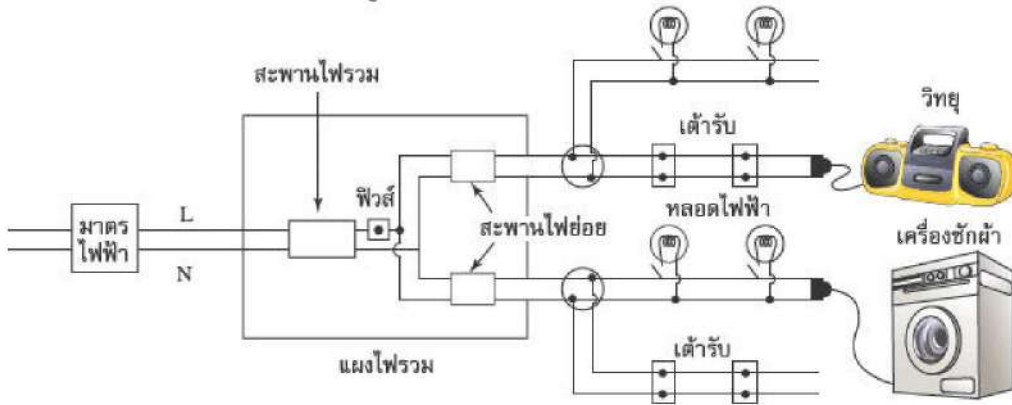 สะพานไฟรวม
วิทยุ
เต้ารับ
ฟิวส์
L
มาตร
ไฟฟ้า
N
สะพานไฟย่อย
หลอดไฟฟ้า
เครื่องซักผ้า
แผงไฟรวม
เต้ารับ